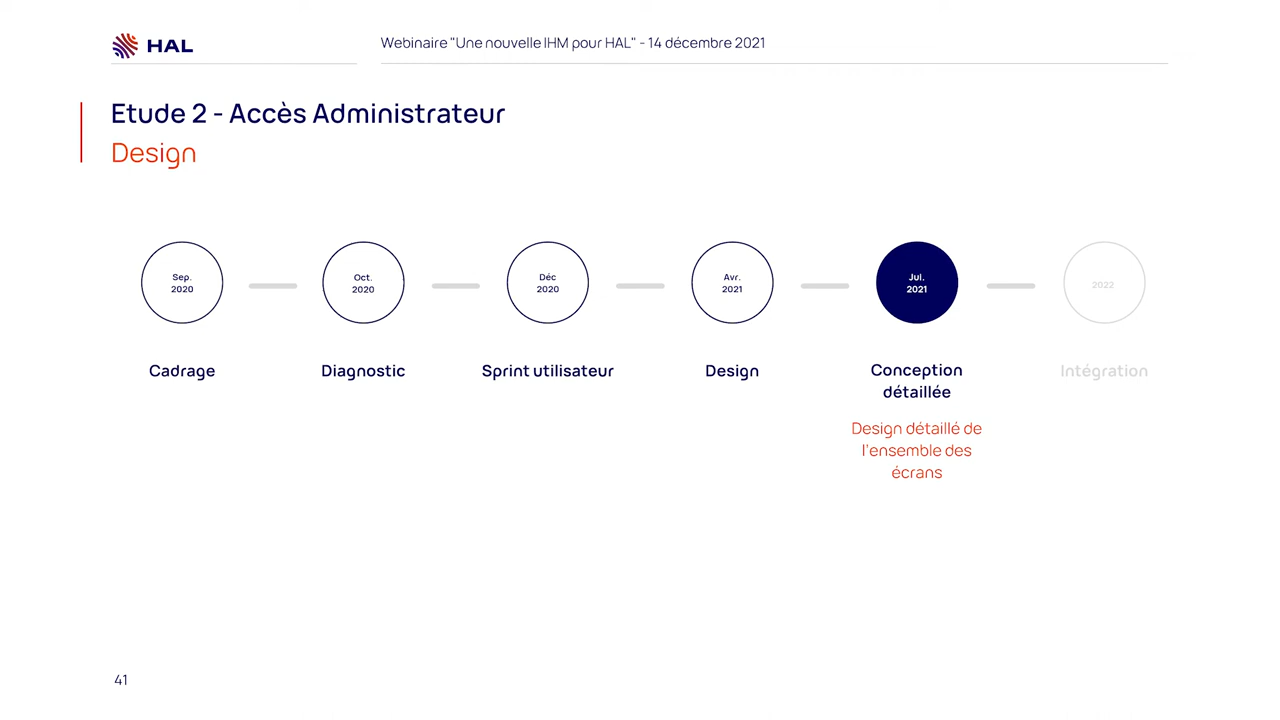 HAL
Webinaire "Une nouvelle IHM pour HAL" - 14 décembre 2021
Etude 2 - Accès Administrateur
Design
Sep.
2020
Oct.
2020
Déc
2020
Avr.
2021
Jul.
2021
2022
Cadrage
Diagnostic
Sprint utilisateur
Design
Conception
détaillée
Intégration
Design détaillé de
l'ensemble des
écrans
41